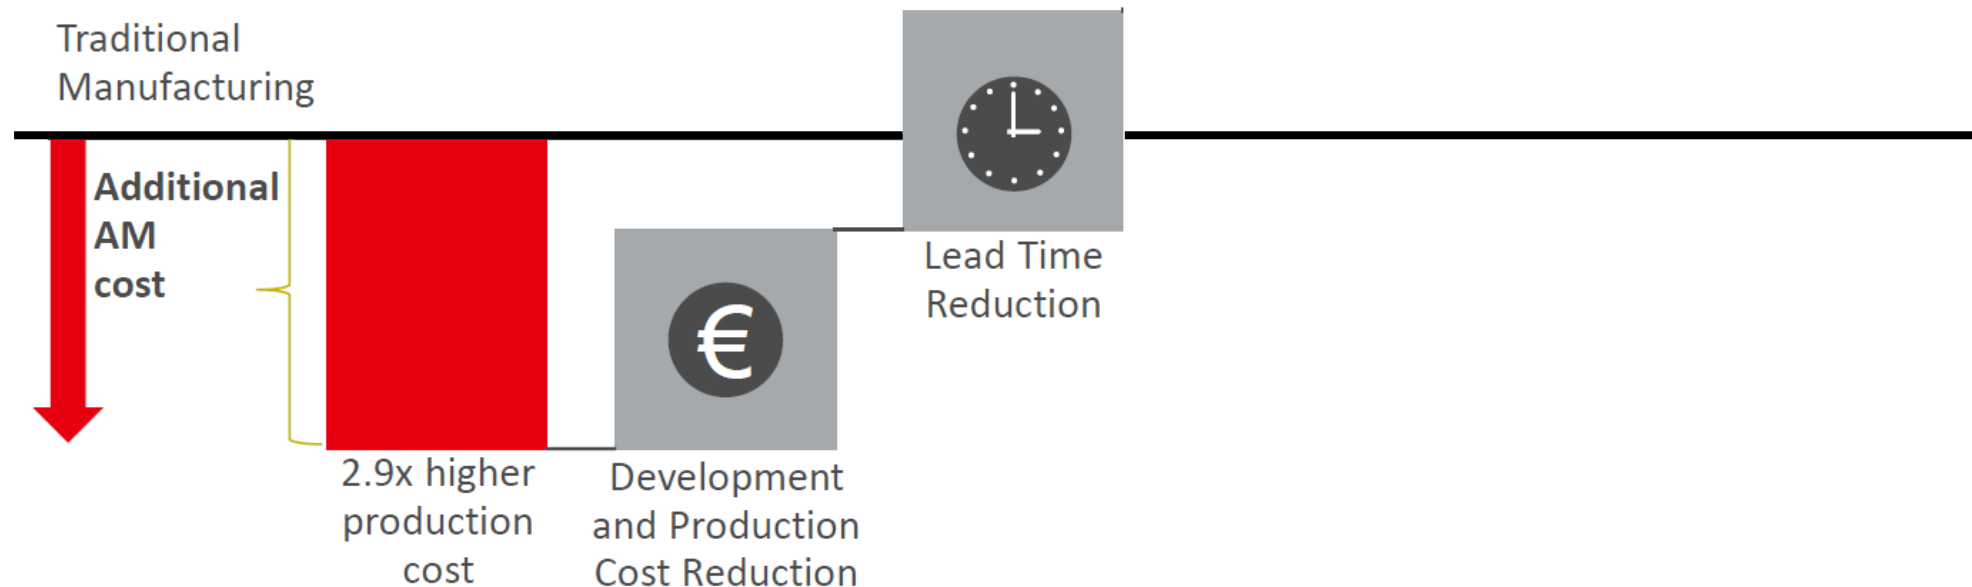 Traditional
Manufacturing
Additional
AM
cost
2.9x higher
production
cost
€
Development
and Production
Cost Reduction
Lead Time
Reduction